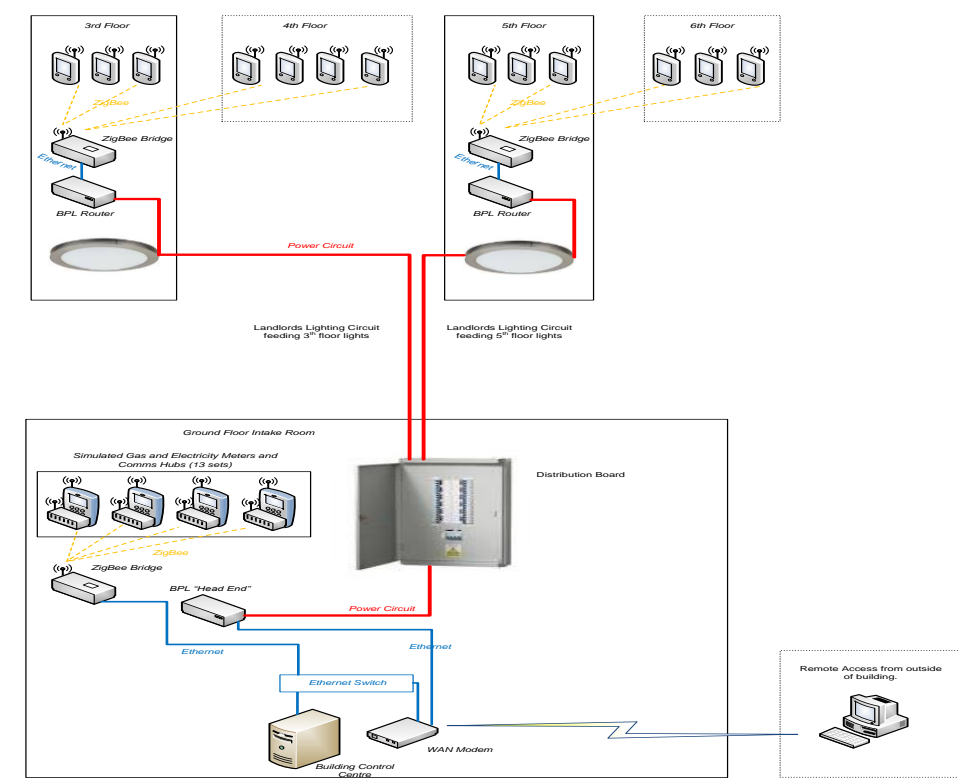 3rd Floor
4th Floor
5th Floor
6th Floor
ZigBee
ZigBee
ZigBee Bridge
ZigBee Bridge
Ethernet
Ethernet
BPL Router
BPL Router
Power Circuit
Landlords Lighting Circuit
feeding 3th floor lights
Landlords Lighting Circuit
feeding 5th floor lights
Ground Floor Intake Room
Simulated Gas and Electricity Meters and
Comms Hubs (13 sets)
Distribution Board
ZigBee
ZigBee Bridge
BPL "Head End"
Power Circuit
Ethernet
Ethernet
Remote Access from outside
of building.
Ethernet Switch
WAN Modem
Building Control
Centre